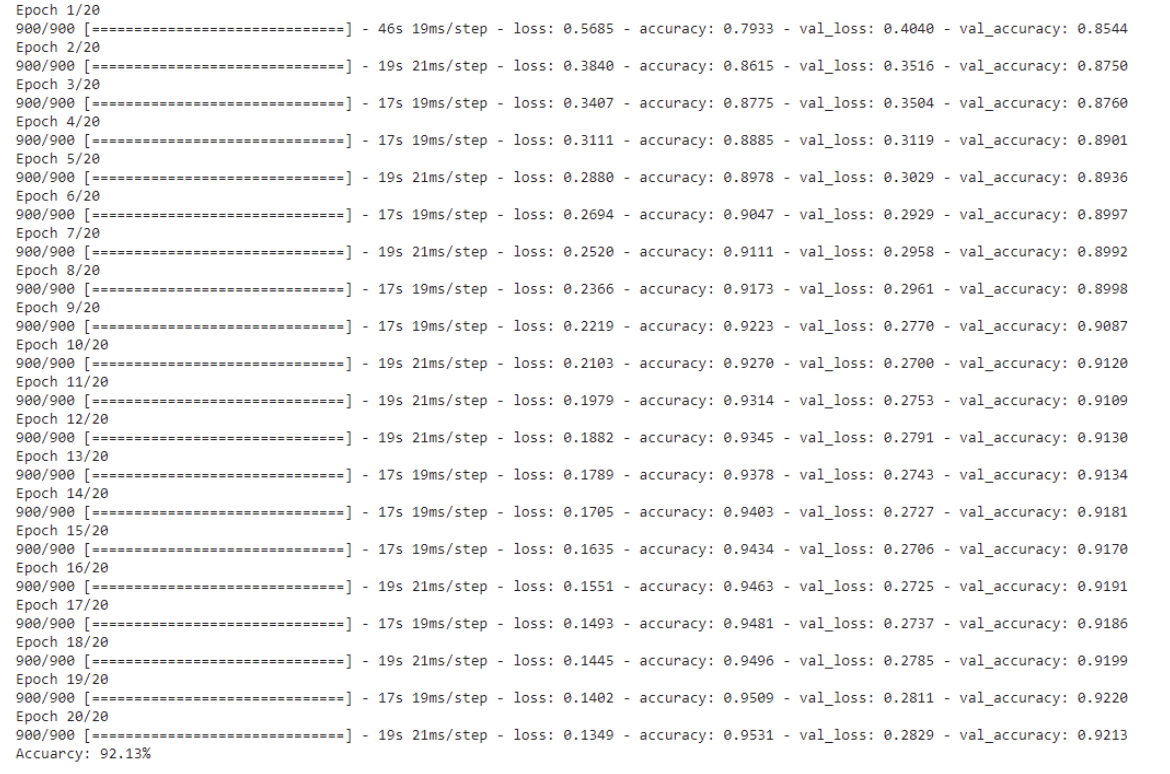 Epoch 1/20
900/900 [==============================] - 46s 19ms/step - loss: 0.5685 - accuracy: 0.7933 - val_loss: 0.4040 - val_accuracy: 0.8544
Epoch 2/20
900/900 [==============================] - 19s 21ms/step - loss: 0.3840 - accuracy: 0.8615 - val_loss: 0.3516 - val_accuracy: 0.8750
Epoch 3/20
900/900 [==============================] - 17s 19ms/step - loss: 0.3407 - accuracy: 0.8775 - val_loss: 0.3504 - val_accuracy: 0.8760
Epoch 4/20
900/900 [==============================] - 17s 19ms/step - loss: 0.3111 - accuracy: 0.8885 - val_loss: 0.3119 - val_accuracy: 0.8901
Epoch 5/20
900/900 [==============================] - 19s 21ms/step - loss: 0.2880 - accuracy: 0.8978 - val_loss: 0.3029 - val_accuracy: 0.8936
Epoch 6/20
900/900 [==============================] - 17s 19ms/step - loss: 0.2694 - accuracy: 0.9047 - val_loss: 0.2929 - val_accuracy: 0.8997
Epoch 7/20
900/900 [==============================] - 19s 21ms/step - loss: 0.2520 - accuracy: 0.9111 - val_loss: 0.2958 - val_accuracy: 0.8992
Epoch 8/20
900/900 [==============================] - 17s 19ms/step - loss: 0.2366 - accuracy: 0.9173 - val_loss: 0.2961 - val_accuracy: 0.8998
Epoch 9/20
900/900 [==============================] - 17s 19ms/step - loss: 0.2219 - accuracy: 0.9223 - val_loss: 0.2770 - val_accuracy: 0.9087
Epoch 10/20
900/900 [==============================] - 19s 21ms/step - loss: 0.2103 - accuracy: 0.9270 - val_loss: 0.2700 - val_accuracy: 0.9120
Epoch 11/20
900/900 [==============================] - 19s 21ms/step - loss: 0.1979 - accuracy: 0.9314 - val_loss: 0.2753 - val_accuracy: 0.9109
Epoch 12/20
900/900 [==============================] - 19s 21ms/step - loss: 0.1882 - accuracy: 0.9345 - val_loss: 0.2791 - val_accuracy: 0.9130
Epoch 13/20
900/900 [==============================] - 17s 19ms/step - loss: 0.1789 - accuracy: 0.9378 - val_loss: 0.2743 - val_accuracy: 0.9134
Epoch 14/20
900/900 [==============================] - 17s 19ms/step - loss: 0.1705 - accuracy: 0.9403 - val_loss: 0.2727 - val_accuracy: 0.9181
Epoch 15/20
900/900 [==============================] - 17s 19ms/step - loss: 0.1635 - accuracy: 0.9434 - val_loss: 0.2706 - val_accuracy: 0.9170
Epoch 16/20
900/900 [==============================] - 19s 21ms/step - loss: 0.1551 - accuracy: 0.9463 - val_loss: 0.2725 - val_accuracy: 0.9191
Epoch 17/20
900/900 [==============================] - 17s 19ms/step - loss: 0.1493 - accuracy: 0.9481 - val_loss: 0.2737 - val_accuracy: 0.9186
Epoch 18/20
900/900 [==============================] - 19s 21ms/step - loss: 0.1445 - accuracy: 0.9496 - val_loss: 0.2785 - val_accuracy: 0.9199
Epoch 19/20
900/900 [==============================] - 17s 19ms/step - loss: 0.1402 - accuracy: 0.9509 - val_loss: 0.2811 - val_accuracy: 0.9220
Epoch 20/20
900/900 [==============================] - 19s 21ms/step - loss: 0.1349 - accuracy: 0.9531 - val_loss: 0.2829 - val_accuracy: 0.9213
Accuarcy: 92.13%